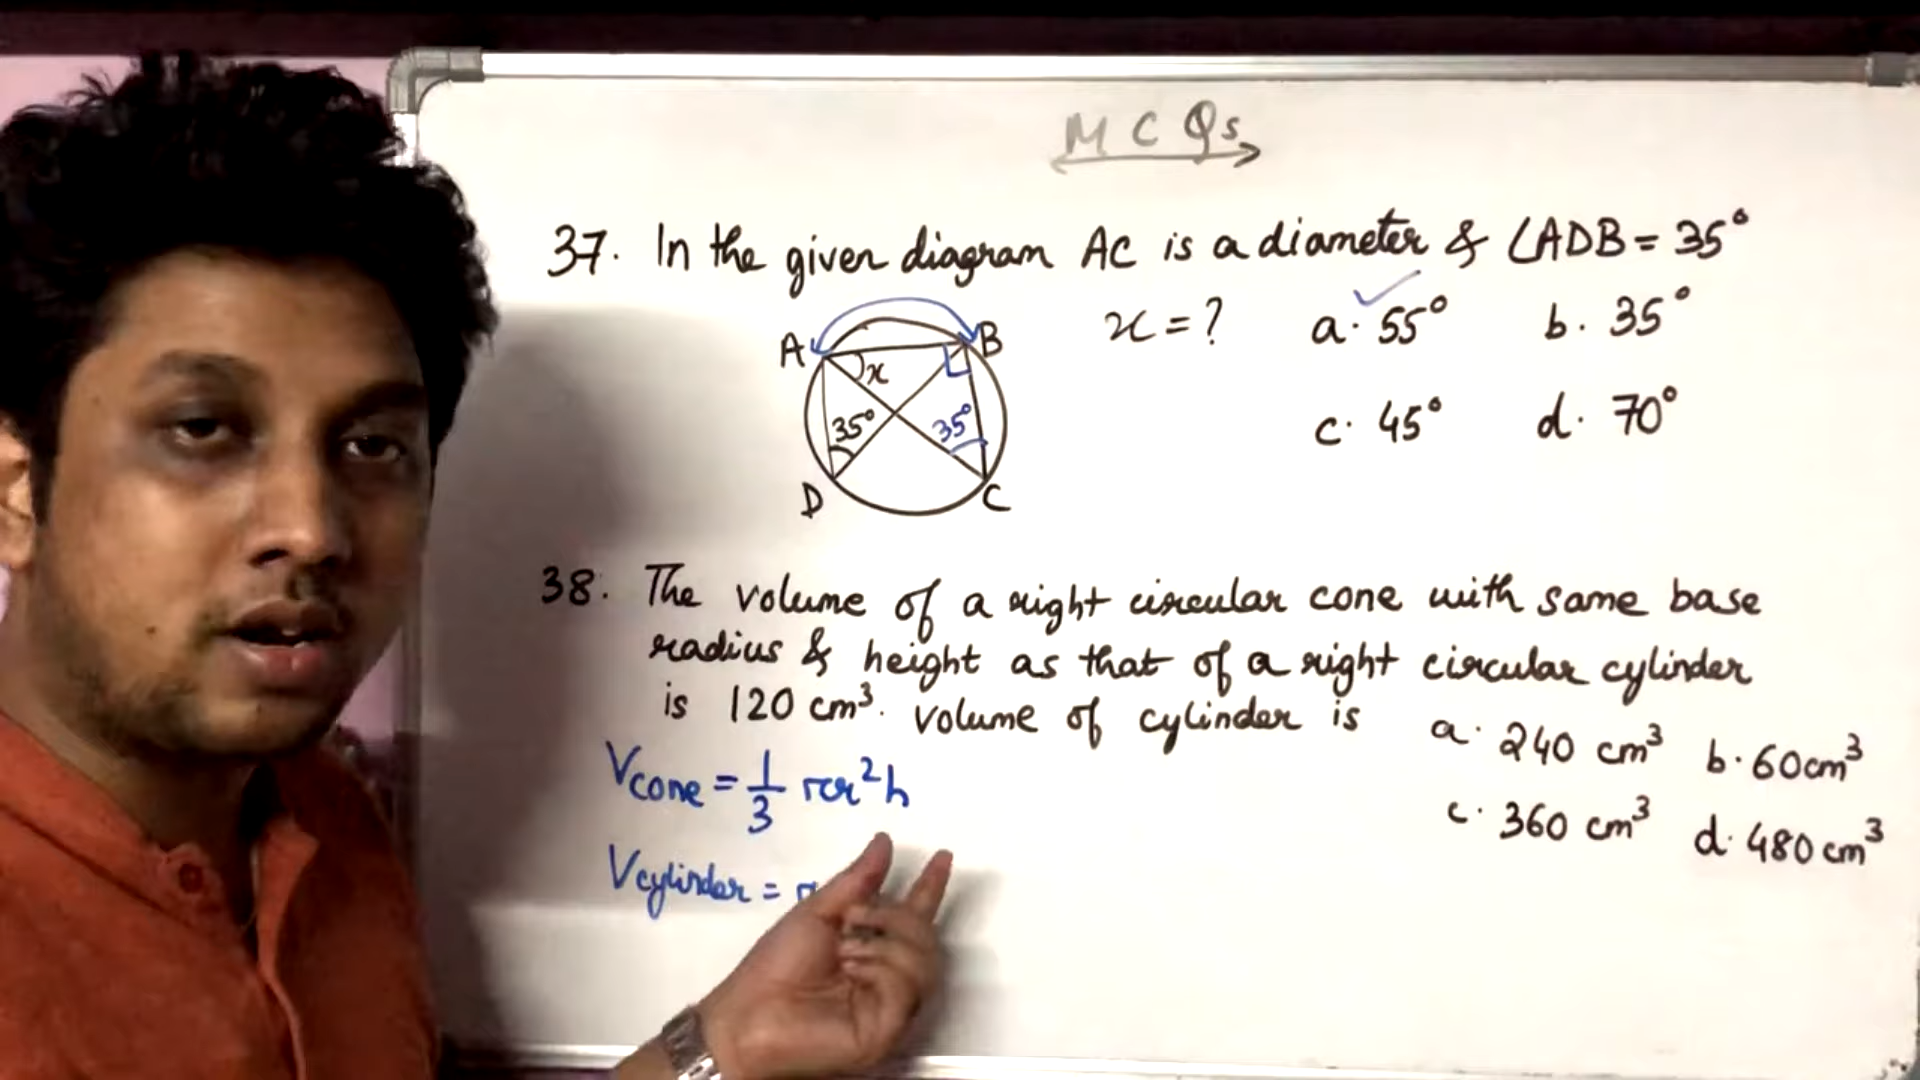 MCQs
37. In the given diagram AC is a diameter & ∠ADB = 35°
x = ? a. 55° b. 35°
c. 45° d. 70°
A B
x
35° 35°
D C
38. The volume of a right circular cone with same base
radius & height as that of a right circular cylinder
is 120 cm³. Volume of cylinder is
a. 240 cm³ b. 60cm³
c. 360 cm³ d. 480 cm³
Vcone = 1/3 πr²h
Vcylinder =